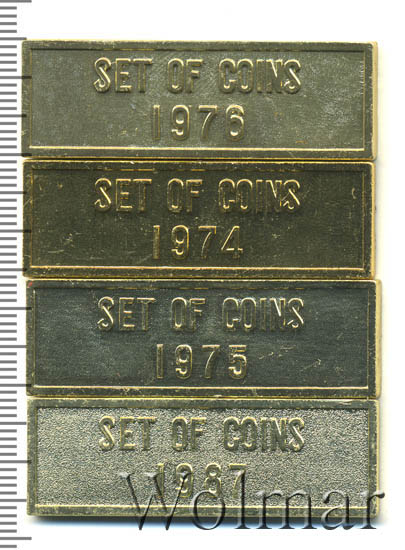 SET OF COINS
1976
SET OF COINS
1974
SET OF COINS
1975
SET OF COINS
1987
Wolmar